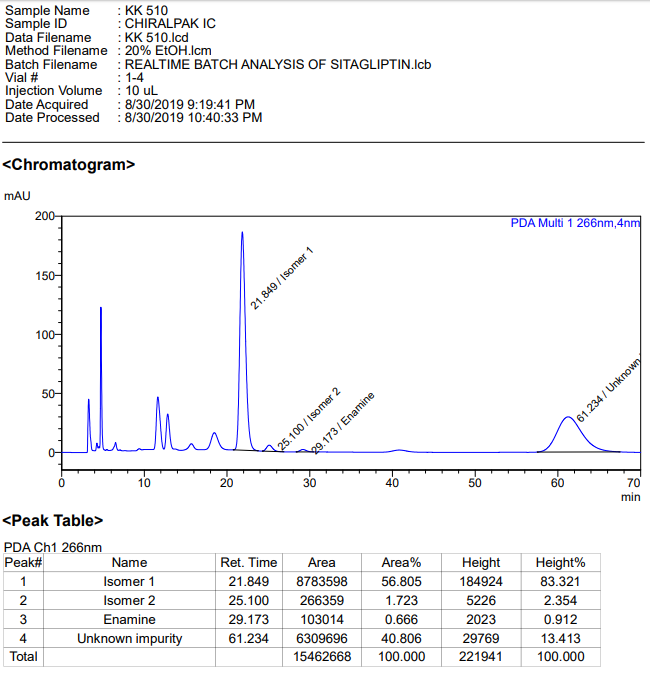 Sample Name : KK 510
Sample ID : CHIRALPAK IC
Data Filename : KK 510.lcd
Method Filename : 20% EtOH.lcm
Batch Filename : REALTIME BATCH ANALYSIS OF SITAGLIPTIN.lcb
Vial # : 1-4
Injection Volume : 10 uL
Date Acquired : 8/30/2019 9:19:41 PM
Date Processed : 8/30/2019 10:40:33 PM
<Chromatogram>
mAU
PDA Multi 1 266nm,4nm
200
150
100
50
0
21.849 / Isomer 1
25.100 / Isomer 2
29.173 / Enamine
61.234 / Unknown
0 10 20 30 40 50 60 70
min
<Peak Table>
PDA Ch1 266nm
Peak# Name Ret. Time Area Area% Height Height%
1 Isomer 1 21.849 8783598 56.805 184924 83.321
2 Isomer 2 25.100 266359 1.723 5226 2.354
3 Enamine 29.173 103014 0.666 2023 0.912
4 Unknown impurity 61.234 6309696 40.806 29769 13.413
Total 15462668 100.000 221941 100.000